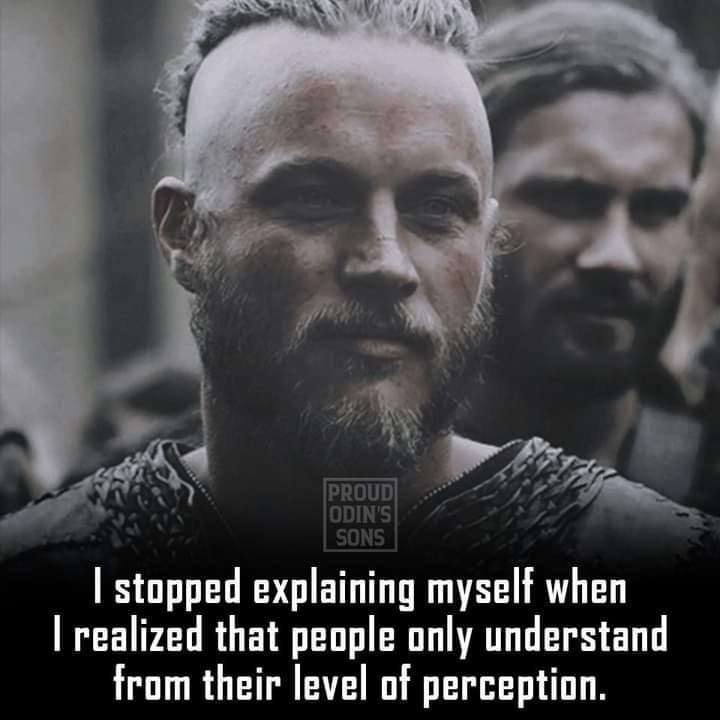 PROUD
ODIN'S
SONS
I stopped explaining myself when
I realized that people only understand
from their level of perception.